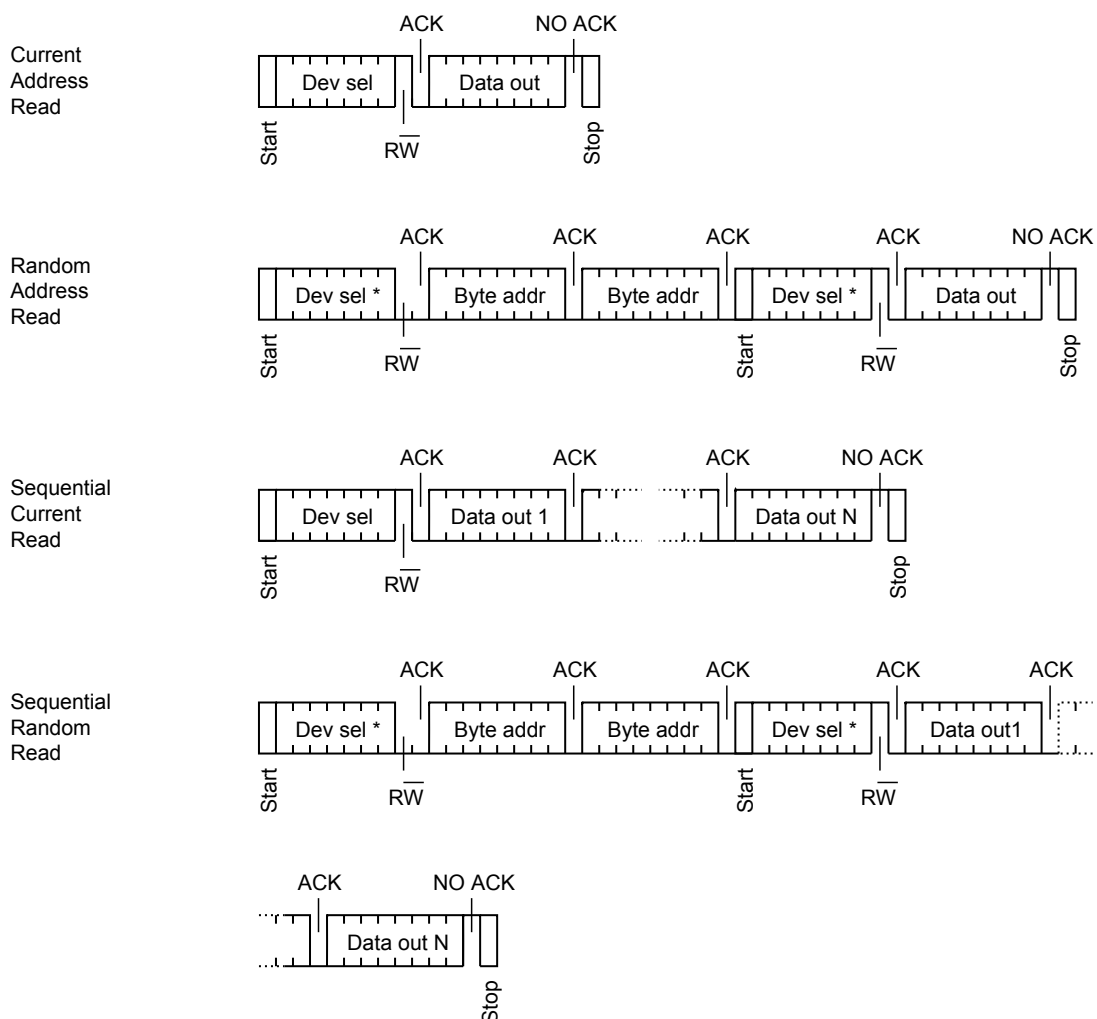 ACK NO ACK
Current
Address
Read
Dev sel Data out
Start RW̅ Stop
ACK ACK ACK ACK NO ACK
Random
Address
Read
Dev sel * Byte addr Byte addr Dev sel * Data out
Start RW̅ Start RW̅ Stop
ACK ACK ACK NO ACK
Sequential
Current
Read
Dev sel Data out 1 Data out N
Start RW̅ Stop
ACK ACK ACK ACK ACK
Sequential
Random
Read
Dev sel * Byte addr Byte addr Dev sel * Data out1
Start RW̅ Start RW̅
ACK NO ACK
Data out N
Stop